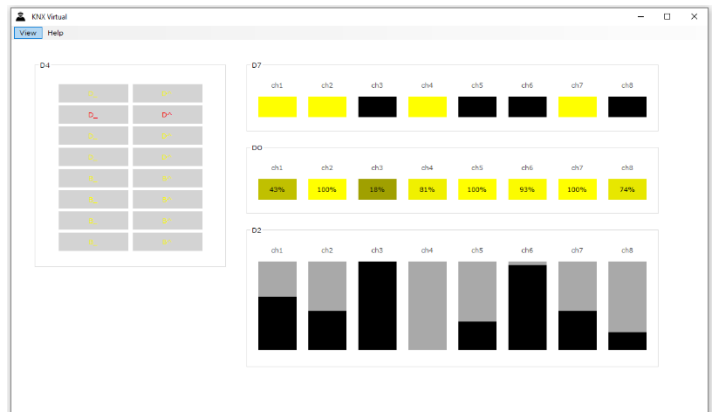 KNX Virtual
View Help
D4
D_ D^
D7
ch1 ch2 ch3 ch4 ch5 ch6 ch7 ch8
D0
ch1 ch2 ch3 ch4 ch5 ch6 ch7 ch8
43% 100% 18% 81% 100% 93% 100% 74%
D2
ch1 ch2 ch3 ch4 ch5 ch6 ch7 ch8